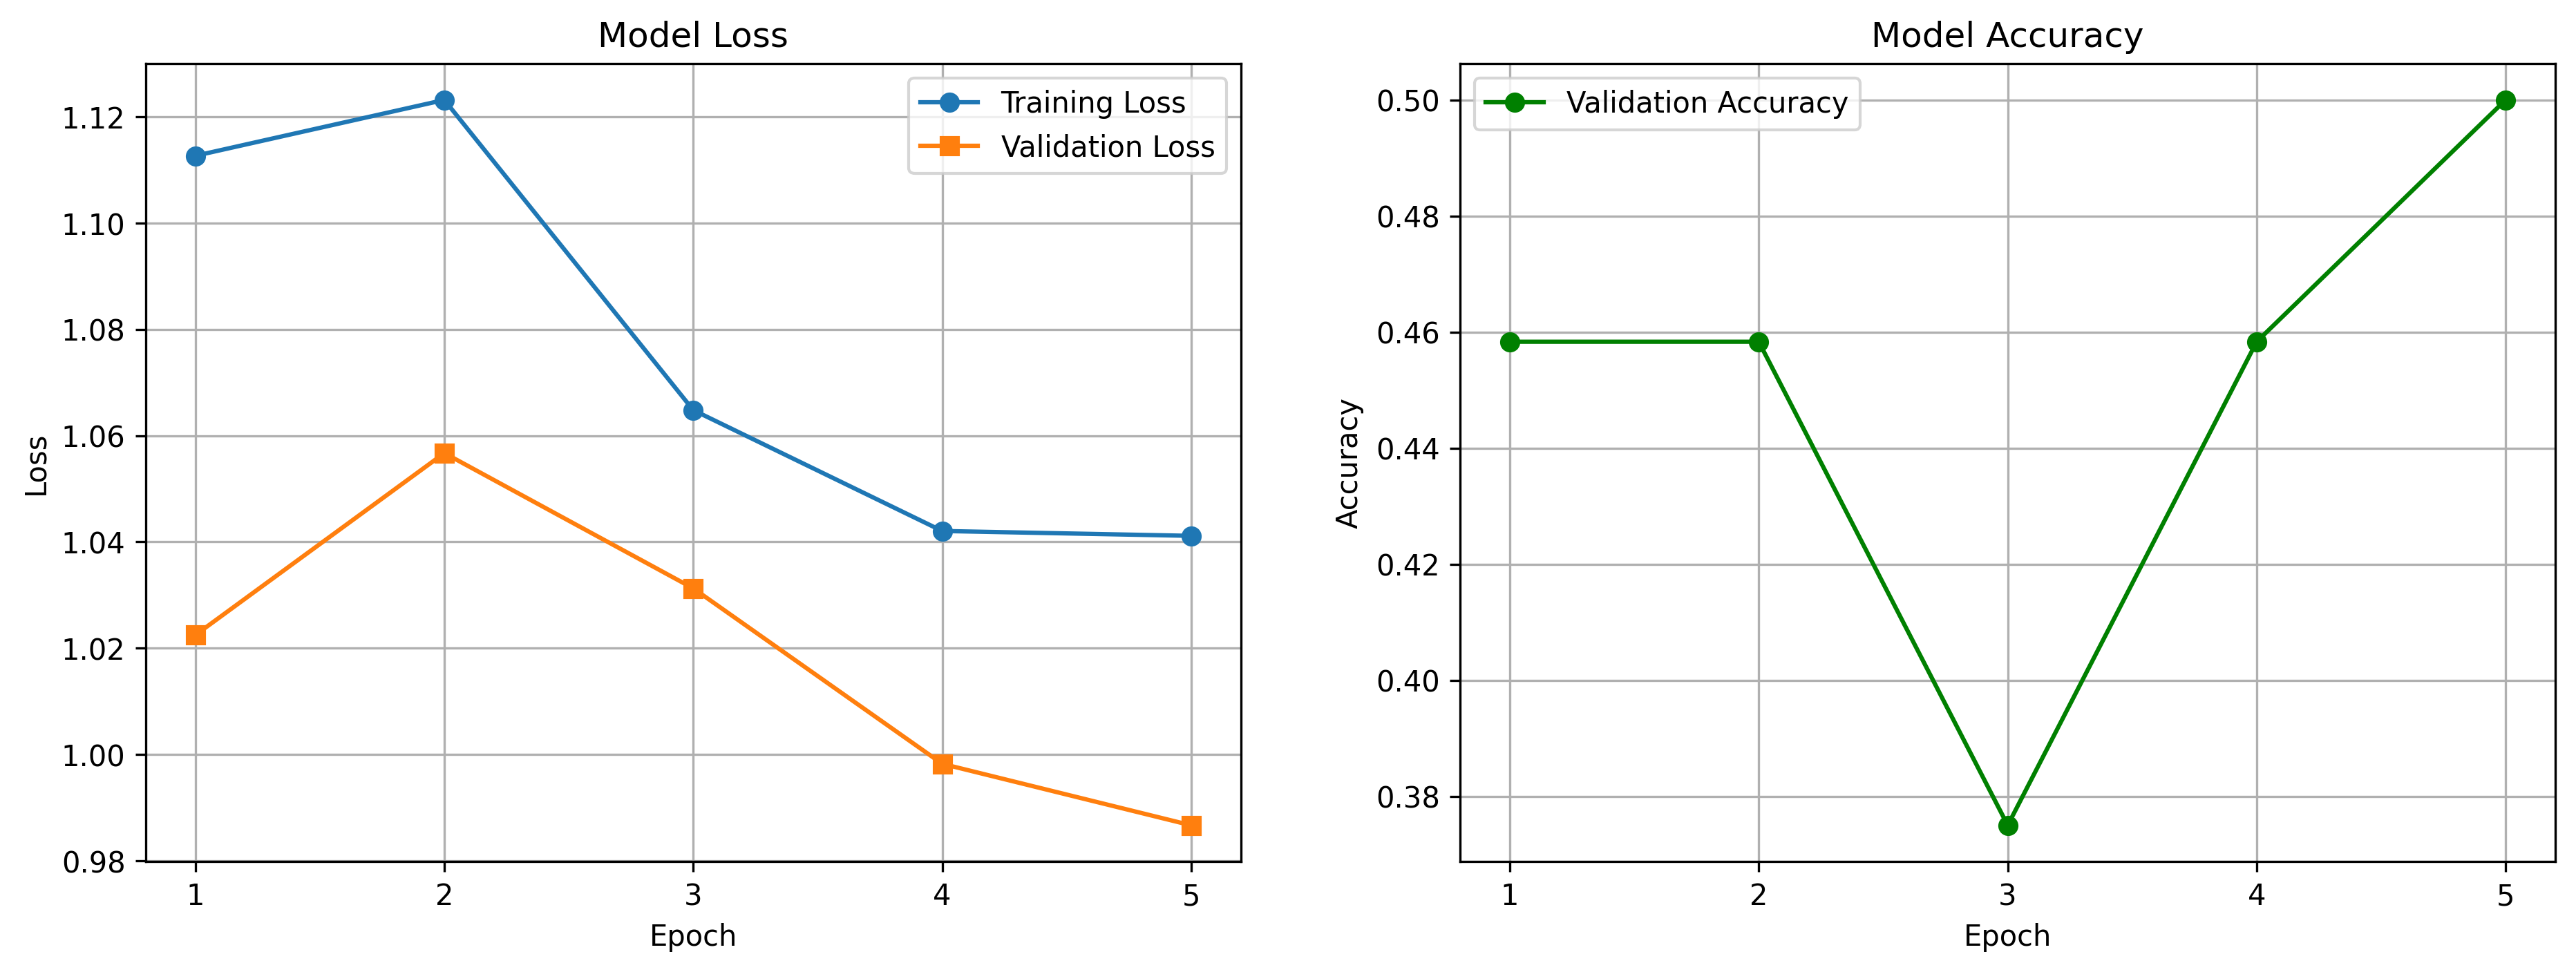 Model Loss
1.12
1.10
1.08
1.06
1.04
1.02
1.00
0.98
Loss
Training Loss
Validation Loss
1 2 3 4 5
Epoch
Model Accuracy
0.50
0.48
0.46
0.44
0.42
0.40
0.38
Accuracy
Validation Accuracy
1 2 3 4 5
Epoch